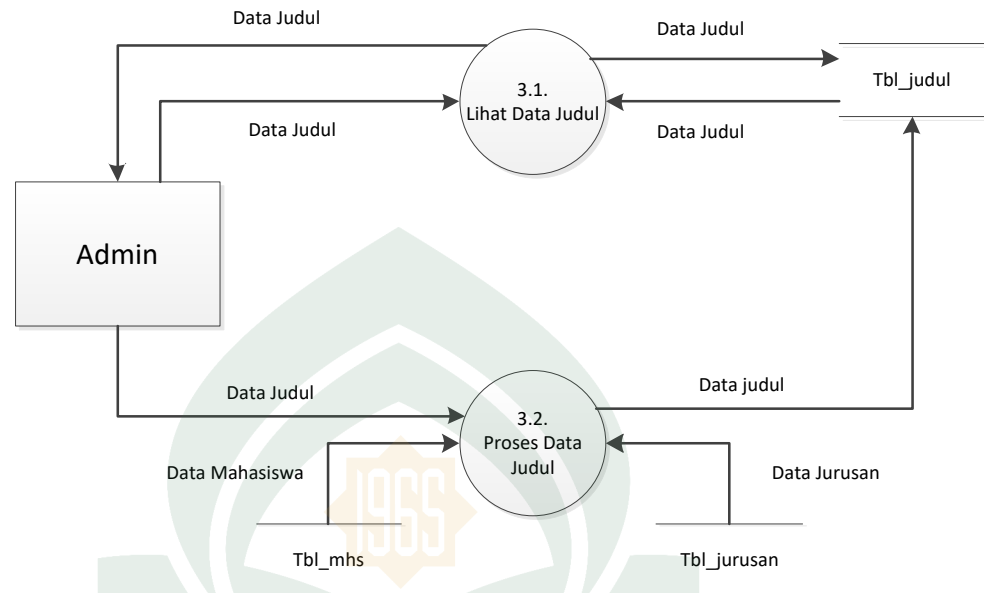 Data Judul
Data Judul
3.1.
Lihat Data Judul
Tbl_judul
Data Judul
Data Judul
Admin
Data Judul
Data judul
3.2.
Proses Data
Judul
Data Mahasiswa
Data Jurusan
1965
Tbl_mhs
Tbl_jurusan